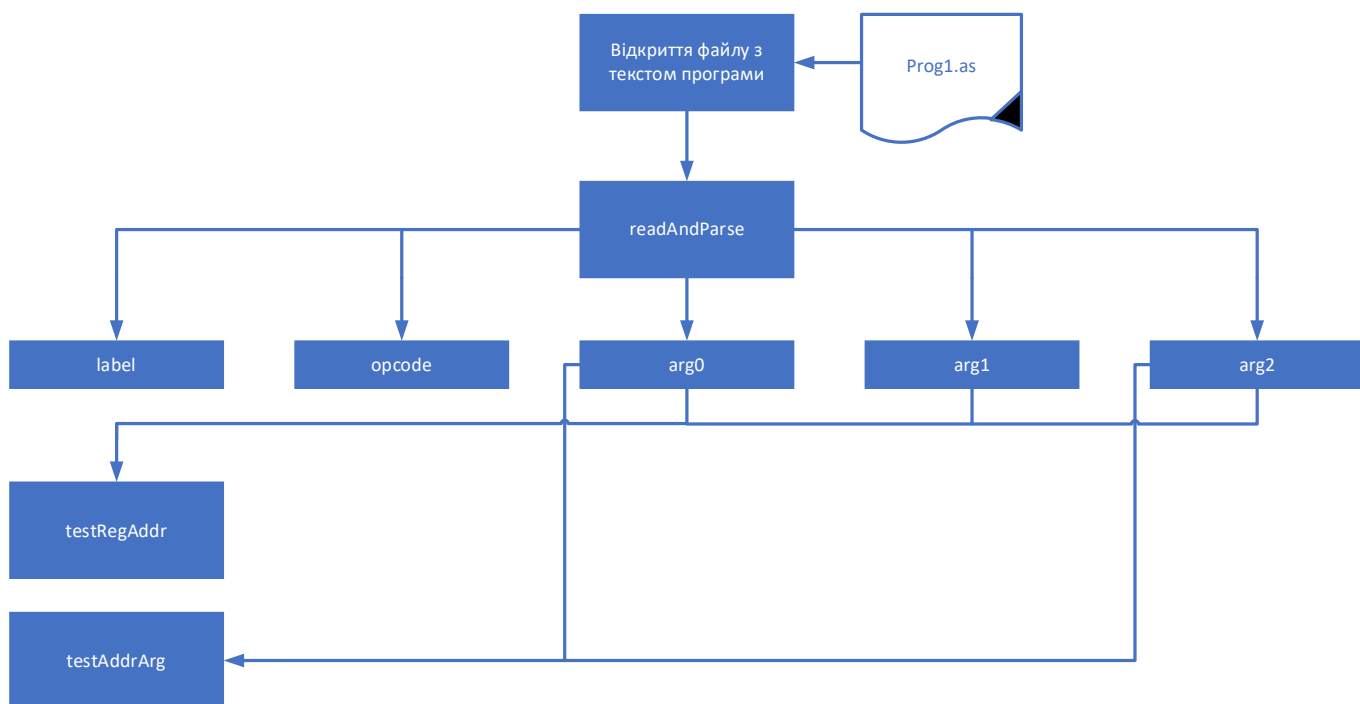 Відкриття файлу з
текстом програми
Prog1.as
readAndParse
label
opcode
arg0
arg1
arg2
testRegAddr
testAddrArg